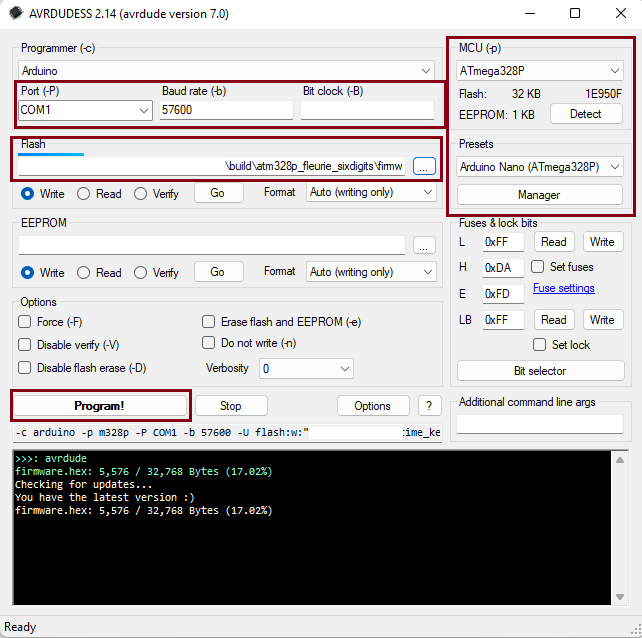 AVRDUDESS 2.14 (avrdude version 7.0)
Programmer (-c)
Arduino
Port (-P) Baud rate (-b) Bit clock (-B)
COM1 57600
MCU (-p)
ATmega328P
Flash: 32 KB 1E950F
EEPROM: 1 KB Detect
Presets
Arduino Nano (ATmega328P)
Manager
Flash
\build\atm328p_fleurie_sixdigits\firmw ...
Write Read Verify Go Format Auto (writing only)
EEPROM
...
Write Read Verify Go Format Auto (writing only)
Fuses & lock bits
L 0xFF Read Write
H 0xDA Set fuses
E 0xFD Fuse settings
LB 0xFF Read Write
Set lock
Bit selector
Options
Force (-F) Erase flash and EEPROM (-e)
Disable verify (-V) Do not write (-n)
Disable flash erase (-D) Verbosity 0
Program! Stop Options ?
Additional command line args
-c arduino -p m328p -P COM1 -b 57600 -U flash:w:" time_ke
>>>: avrdude
firmware.hex: 5,576 / 32,768 Bytes (17.02%)
Checking for updates...
You have the latest version :)
firmware.hex: 5,576 / 32,768 Bytes (17.02%)
Ready